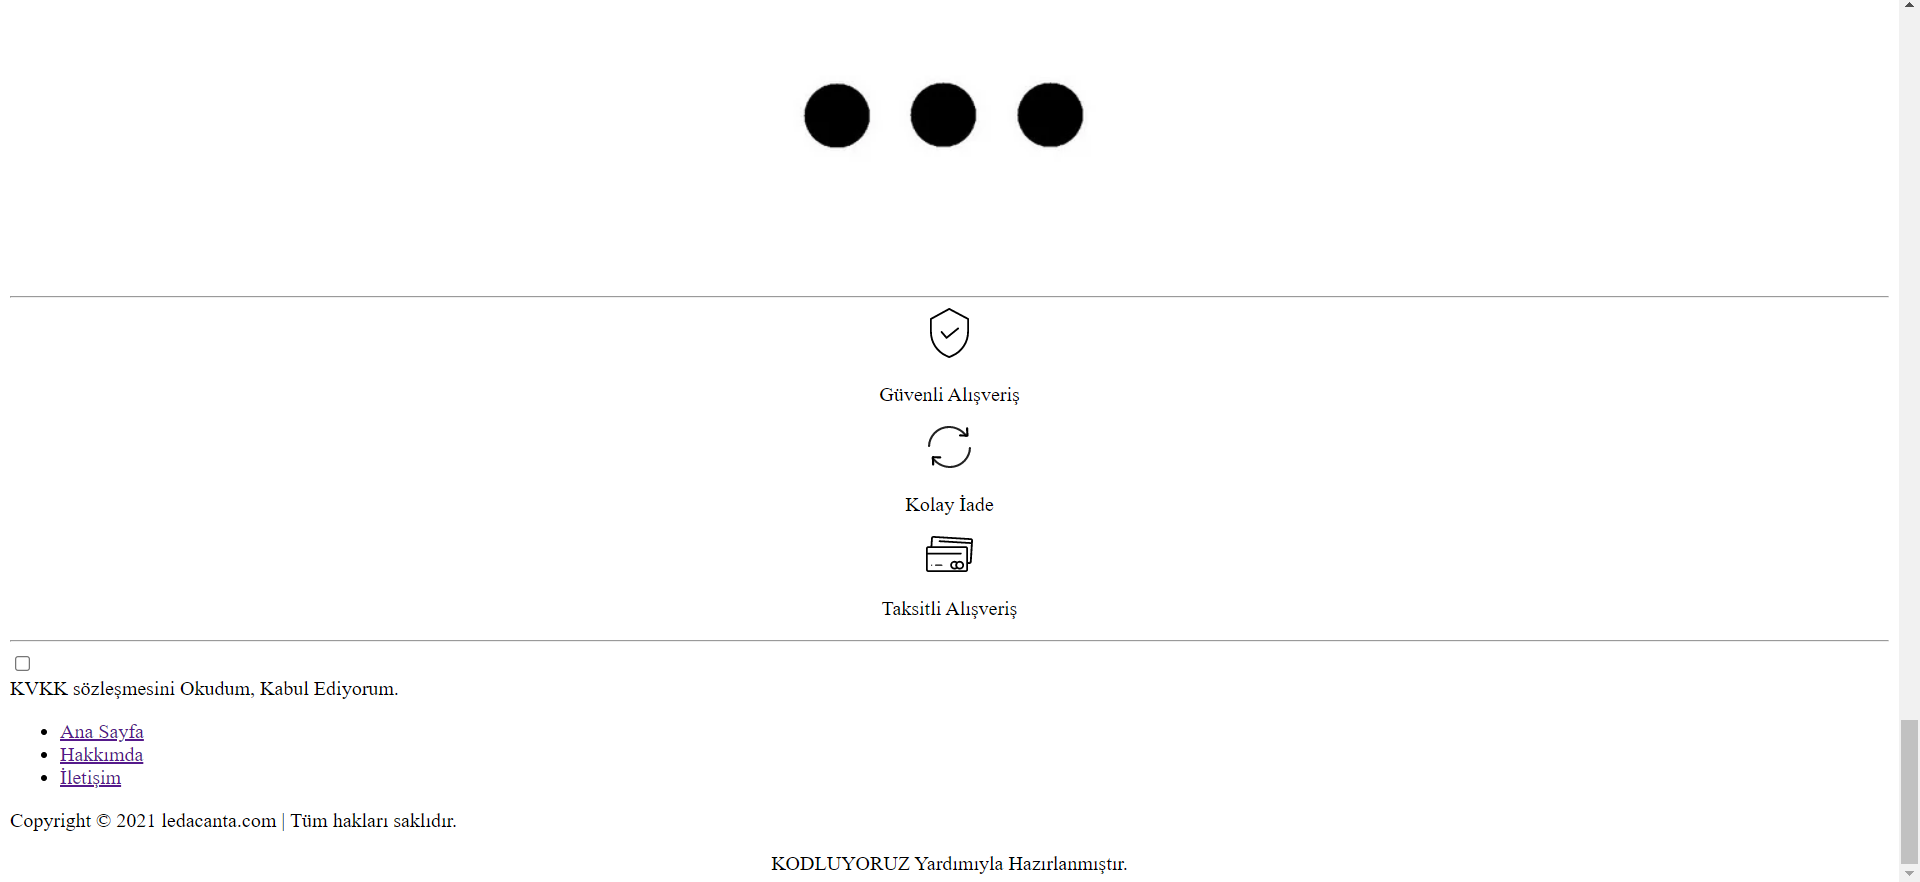 Güvenli Alışveriş
Kolay İade
Taksitli Alışveriş
KVKK sözleşmesini Okudum, Kabul Ediyorum.
Ana Sayfa
Hakkımda
İletişim
Copyright © 2021 ledacanta.com | Tüm hakları saklıdır.
KODLUYORUZ Yardımıyla Hazırlanmıştır.